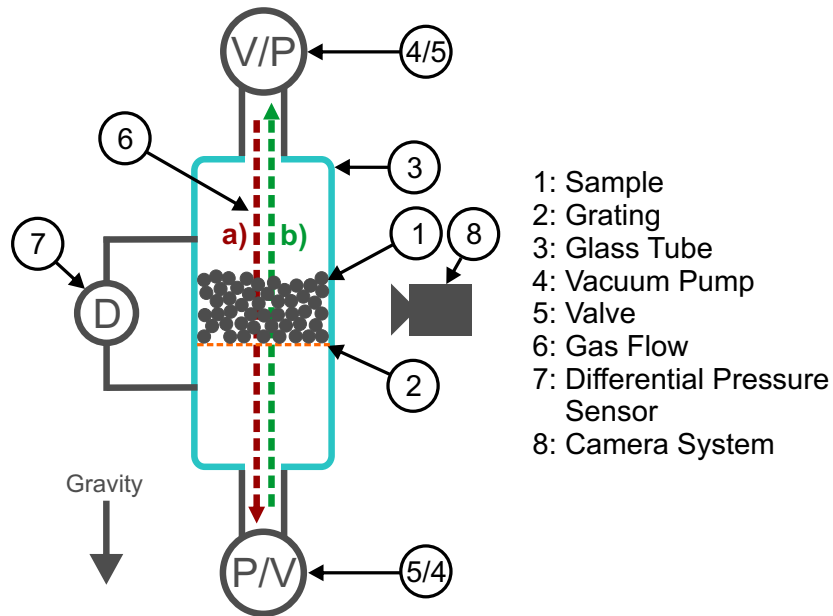 V/P
4/5
6
3
a)
b)
1
8
7
D
2
Gravity
P/V
5/4
1: Sample
2: Grating
3: Glass Tube
4: Vacuum Pump
5: Valve
6: Gas Flow
7: Differential Pressure
Sensor
8: Camera System